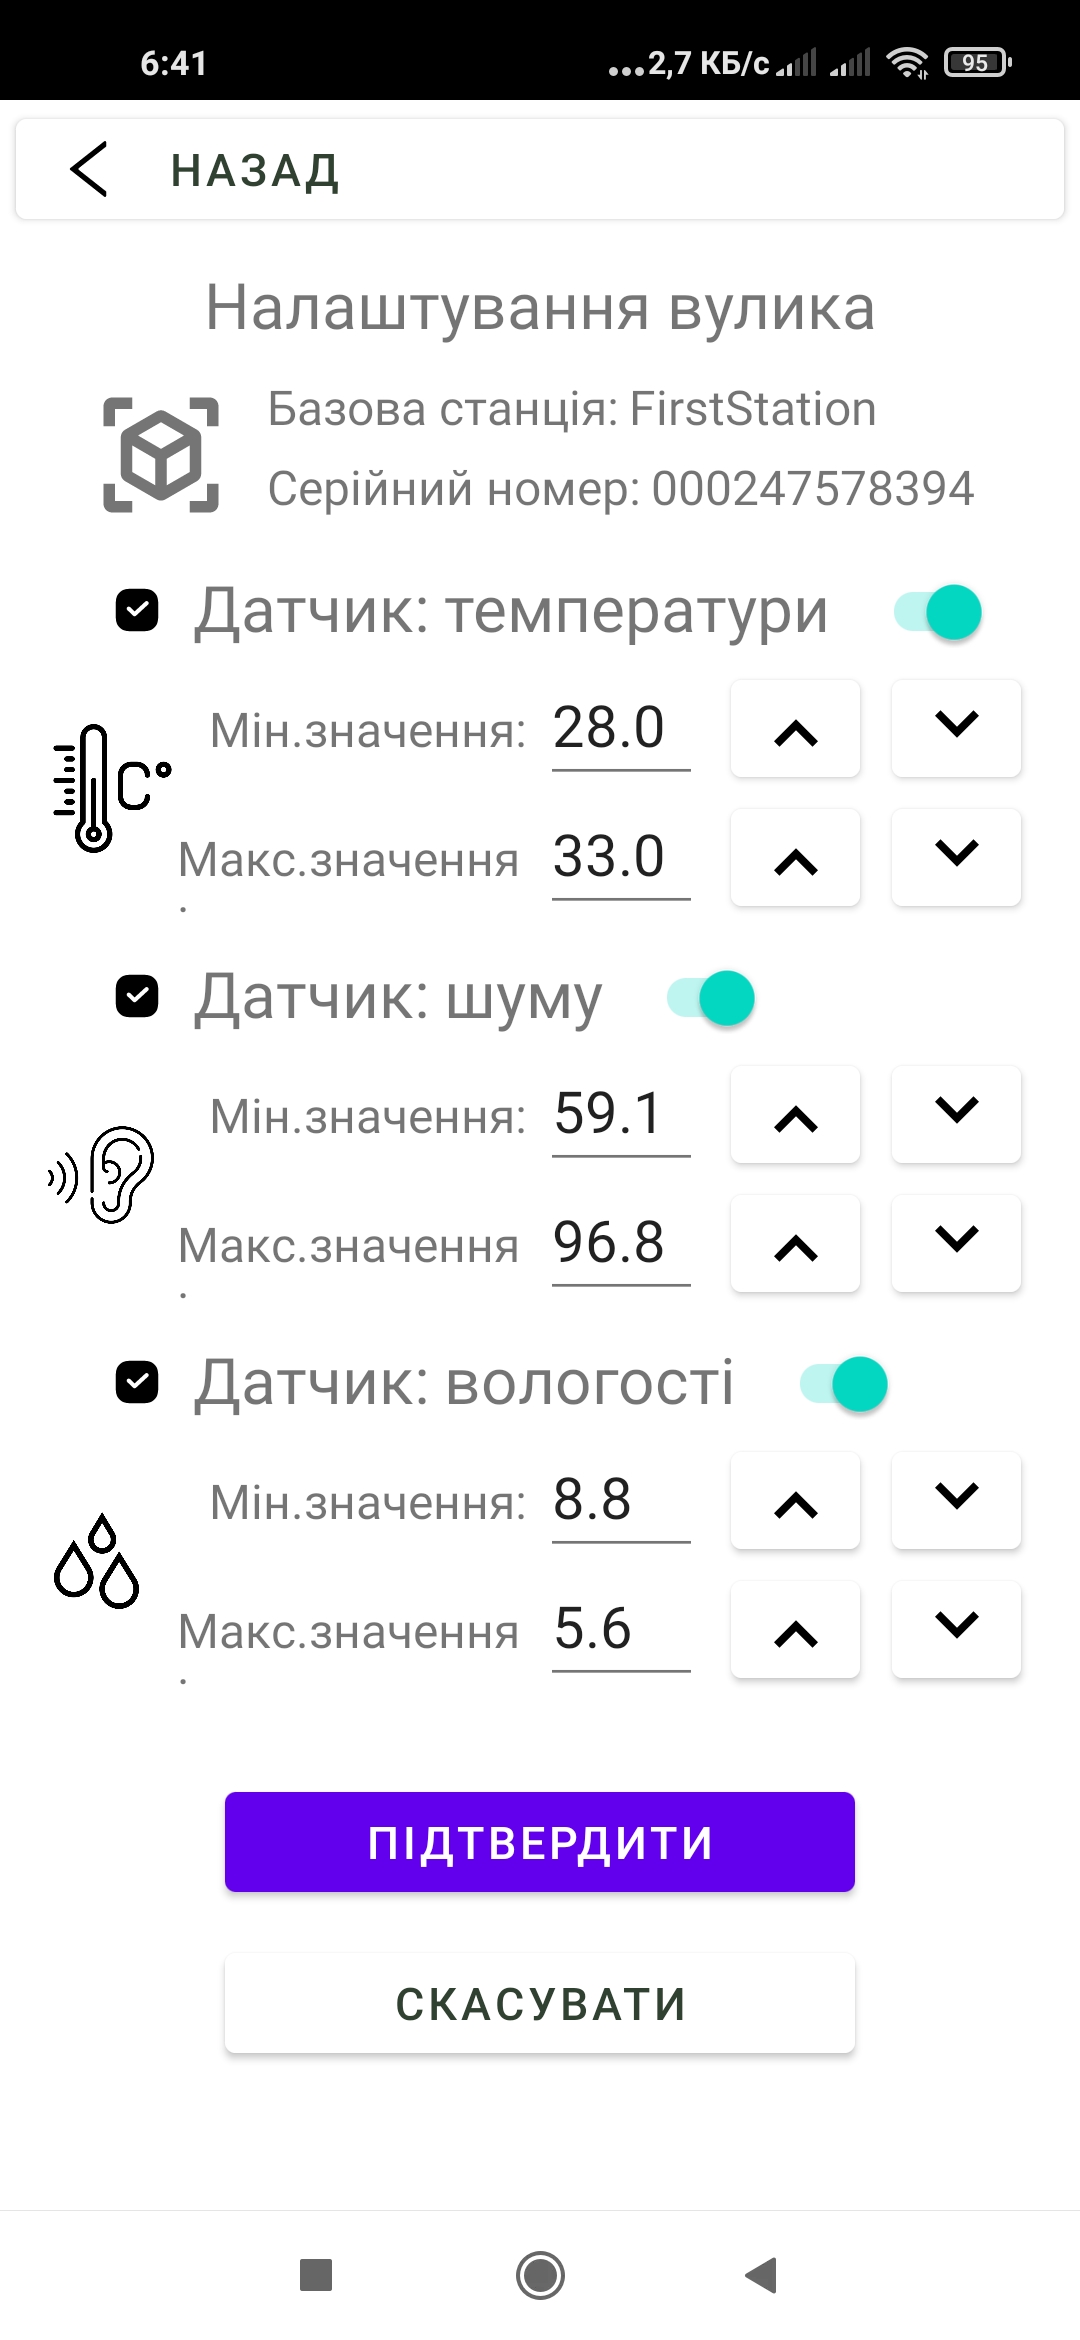 6:41
...2,7 КБ/с
95
НАЗАД
Налаштування вулика
Базова станція: FirstStation
Серійний номер: 000247578394
Датчик: температури
Мін.значення: 28.0
C°
Макс.значення 33.0
.
Датчик: шуму
Мін.значення: 59.1
Макс.значення 96.8
.
Датчик: вологості
Мін.значення: 8.8
Макс.значення 5.6
.
ПІДТВЕРДИТИ
СКАСУВАТИ